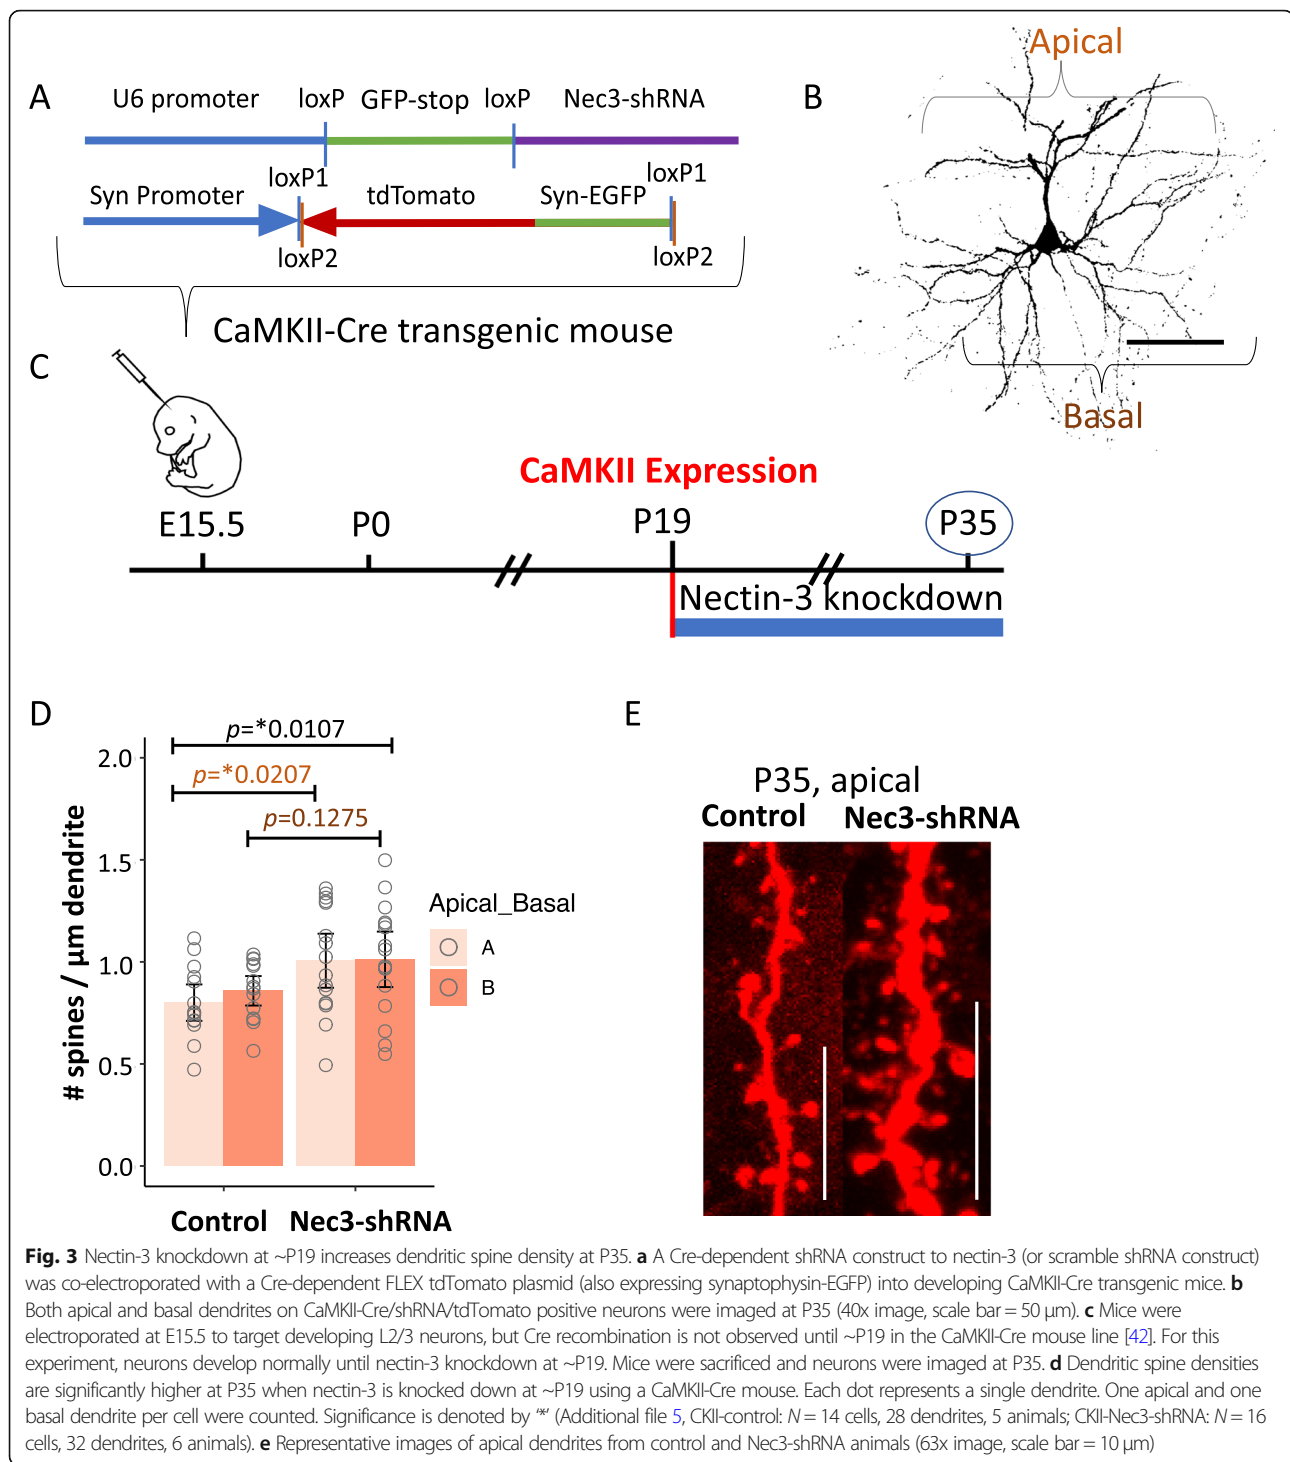 A
U6 promoter
loxP
GFP-stop
loxP
Nec3-shRNA
Syn Promoter
loxP1
tdTomato
Syn-EGFP
loxP1
loxP2
loxP2
CaMKII-Cre transgenic mouse
B
Apical
Basal
C
CaMKII Expression
E15.5
P0
P19
P35
Nectin-3 knockdown
D
p=*0.0107
p=*0.0207
p=0.1275
# spines / µm dendrite
2.0
1.5
1.0
0.5
0.0
Control
Nec3-shRNA
Apical_Basal
A
B
E
P35, apical
Control
Nec3-shRNA
Fig. 3 Nectin-3 knockdown at ~P19 increases dendritic spine density at P35. a A Cre-dependent shRNA construct to nectin-3 (or scramble shRNA construct)
was co-electroporated with a Cre-dependent FLEX tdTomato plasmid (also expressing synaptophysin-EGFP) into developing CaMKII-Cre transgenic mice. b
Both apical and basal dendrites on CaMKII-Cre/shRNA/tdTomato positive neurons were imaged at P35 (40x image, scale bar = 50 µm). c Mice were
electroporated at E15.5 to target developing L2/3 neurons, but Cre recombination is not observed until ~P19 in the CaMKII-Cre mouse line [42]. For this
experiment, neurons develop normally until nectin-3 knockdown at ~P19. Mice were sacrificed and neurons were imaged at P35. d Dendritic spine densities
are significantly higher at P35 when nectin-3 is knocked down at ~P19 using a CaMKII-Cre mouse. Each dot represents a single dendrite. One apical and one
basal dendrite per cell were counted. Significance is denoted by "*" (Additional file 5, CKII-control: N = 14 cells, 28 dendrites, 5 animals; CKII-Nec3-shRNA: N = 16
cells, 32 dendrites, 6 animals). e Representative images of apical dendrites from control and Nec3-shRNA animals (63x image, scale bar = 10 µm)